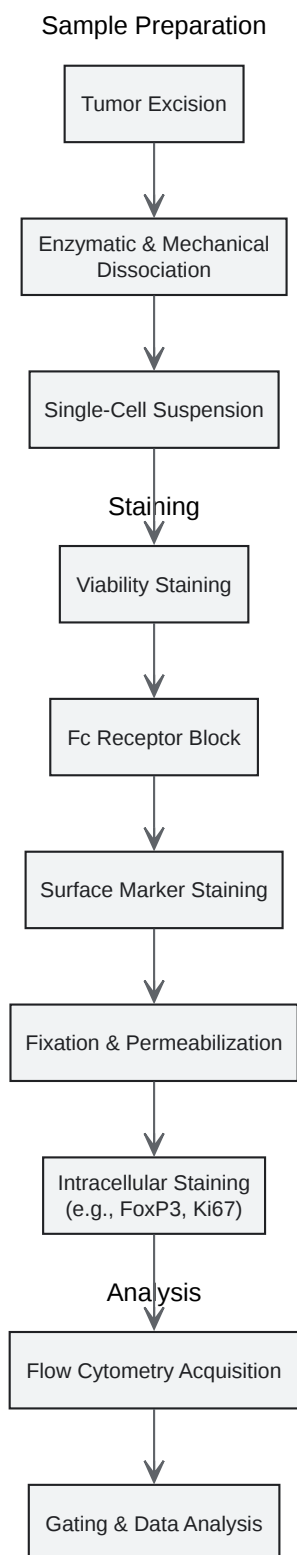 Sample Preparation
Tumor Excision
Enzymatic & Mechanical
Dissociation
Single-Cell Suspension
Staining
Viability Staining
Fc Receptor Block
Surface Marker Staining
Fixation & Permeabilization
Intracellular Staining
(e.g., FoxP3, Ki67)
Analysis
Flow Cytometry Acquisition
Gating & Data Analysis